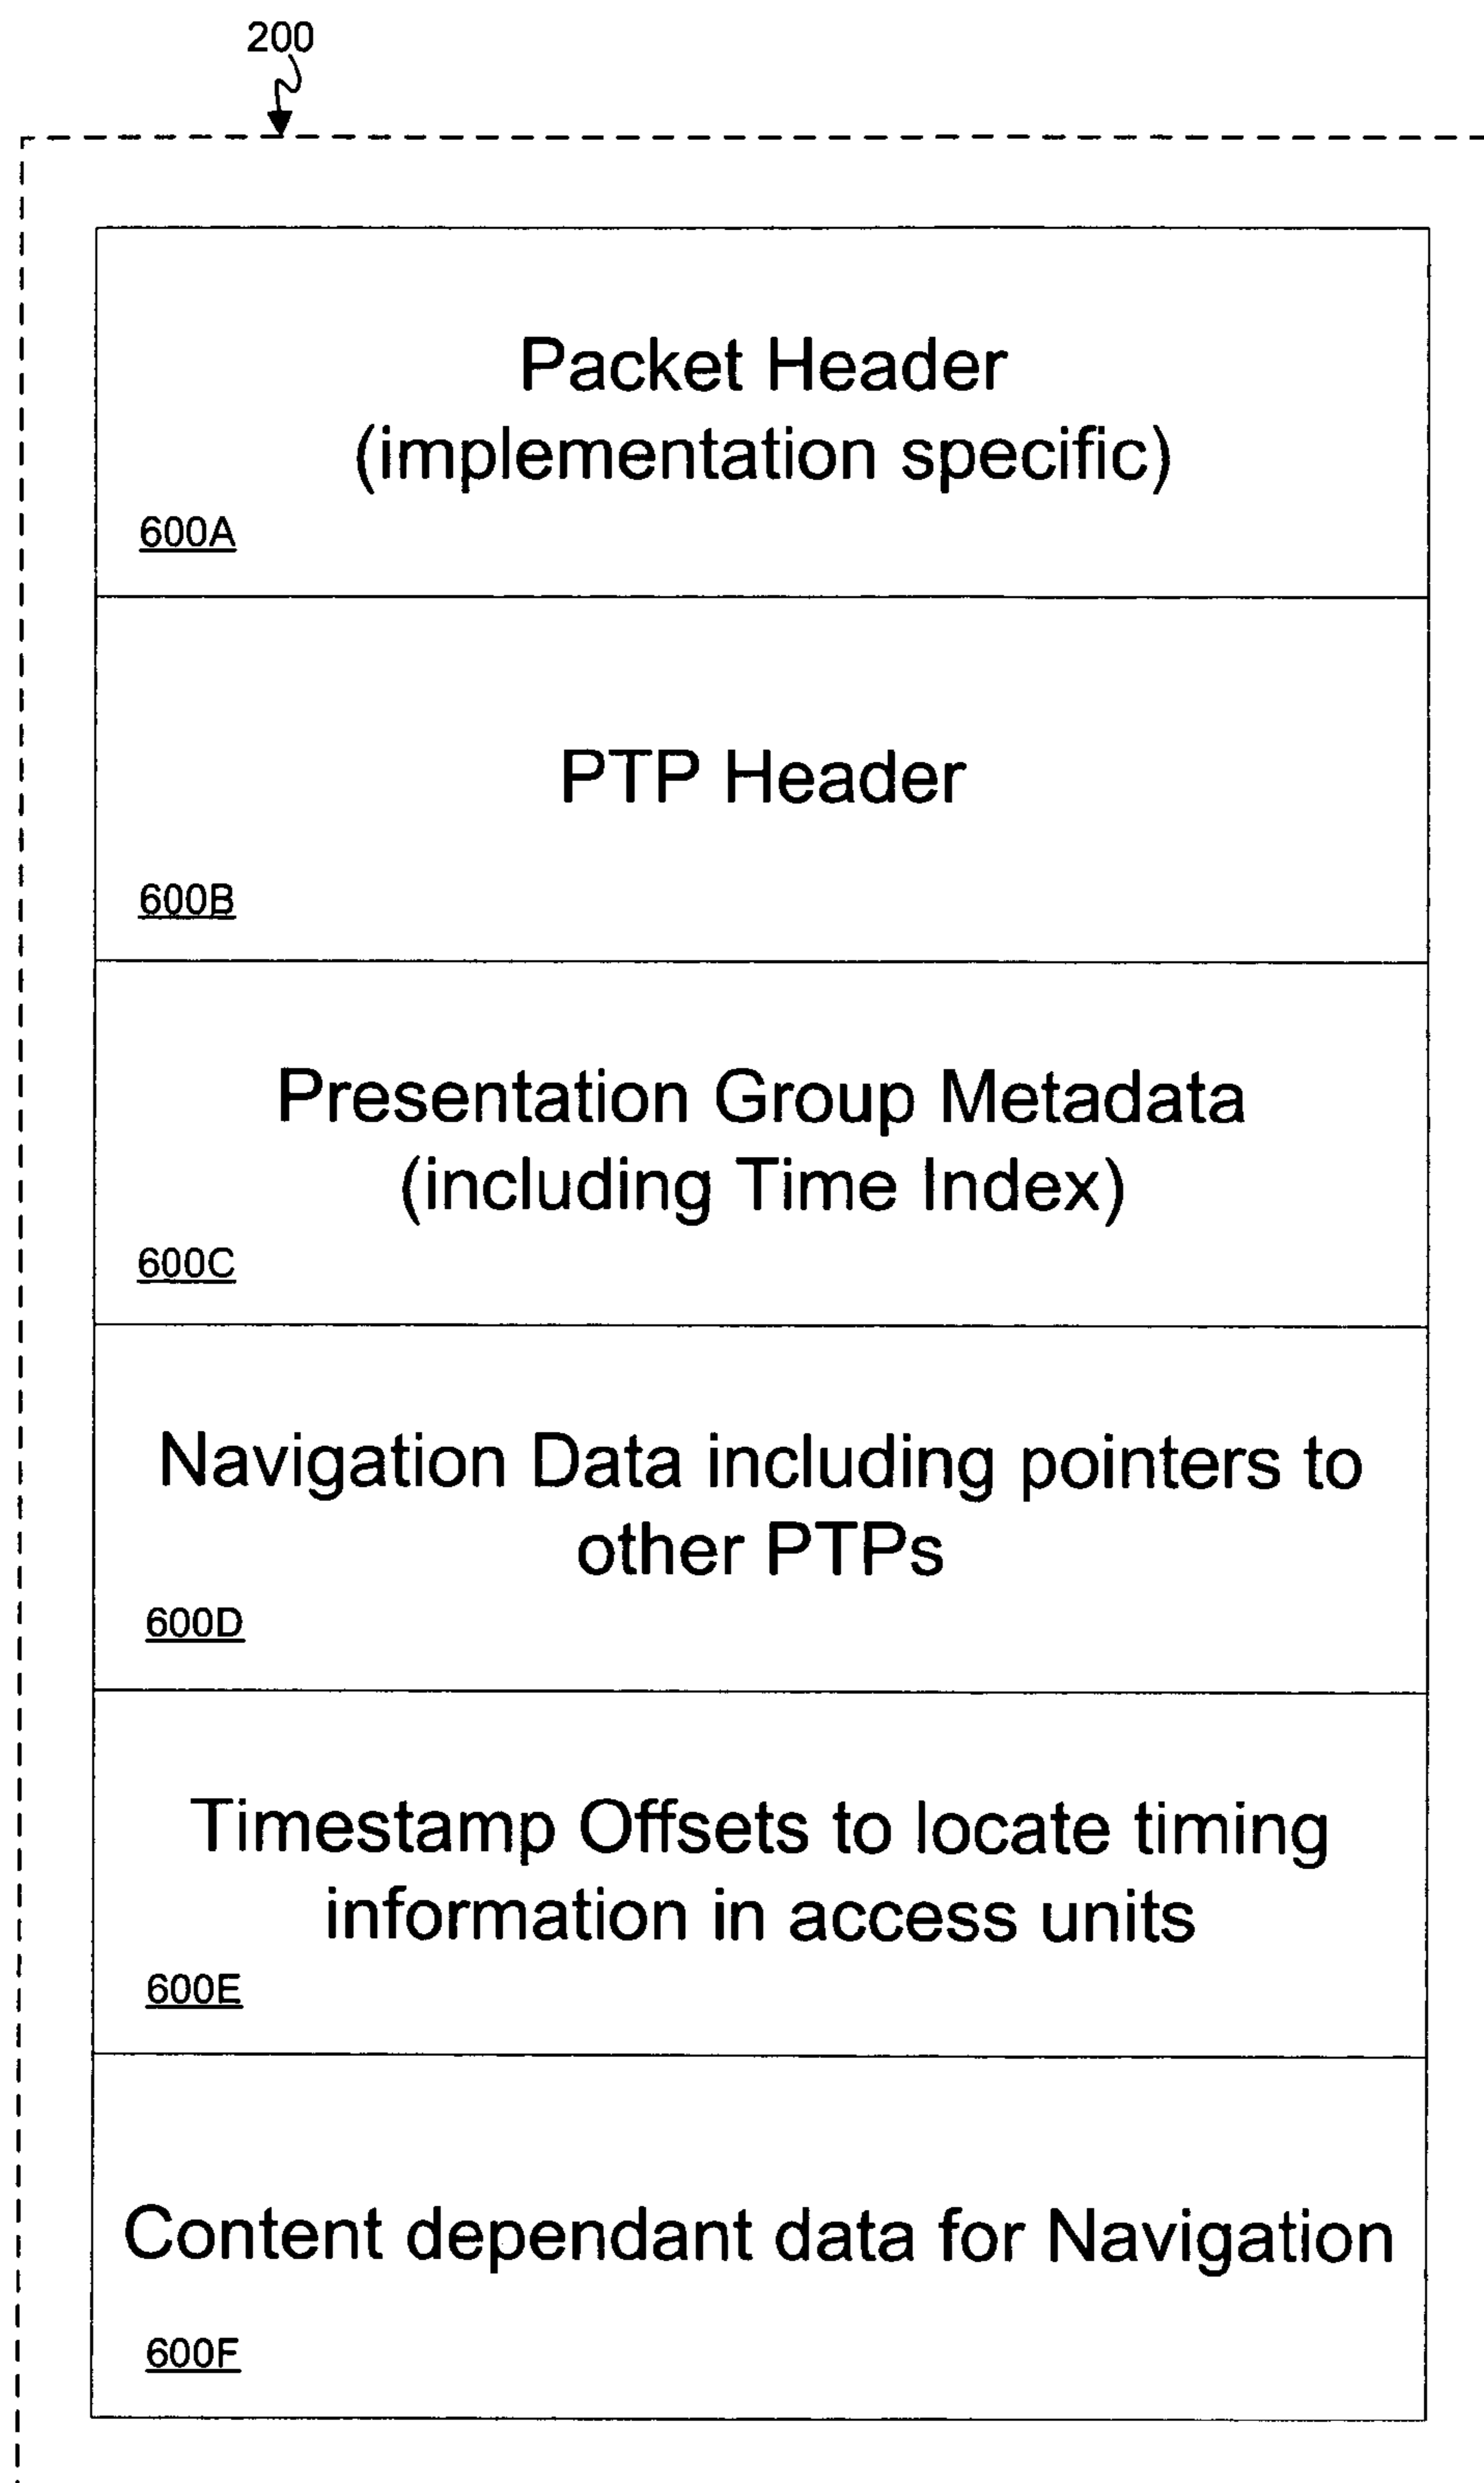 200
Packet Header
(implementation specific)
600A
PTP Header
600B
Presentation Group Metadata
(including Time Index)
600C
Navigation Data including pointers to
other PTPs
600D
Timestamp Offsets to locate timing
information in access units
600E
Content dependant data for Navigation
600F